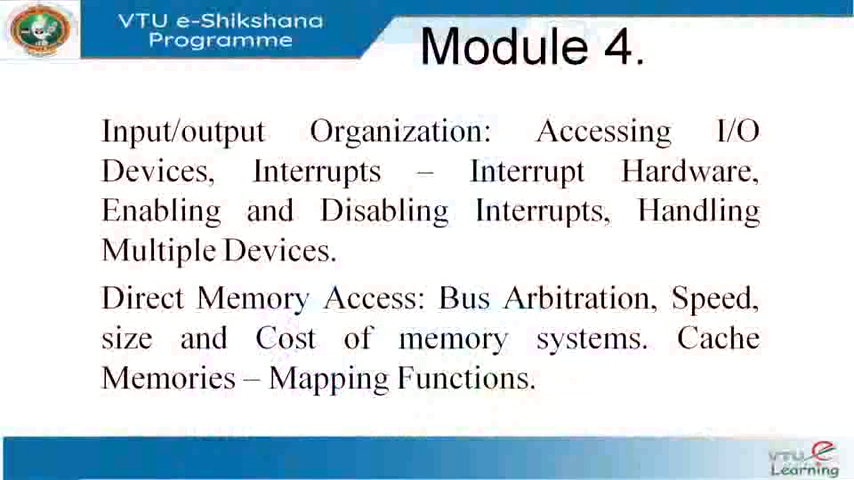 VTU e-Shikshana
Programme
Module 4.
Input/output Organization: Accessing I/O
Devices, Interrupts – Interrupt Hardware,
Enabling and Disabling Interrupts, Handling
Multiple Devices.
Direct Memory Access: Bus Arbitration, Speed,
size and Cost of memory systems. Cache
Memories – Mapping Functions.
VTU e
Learning